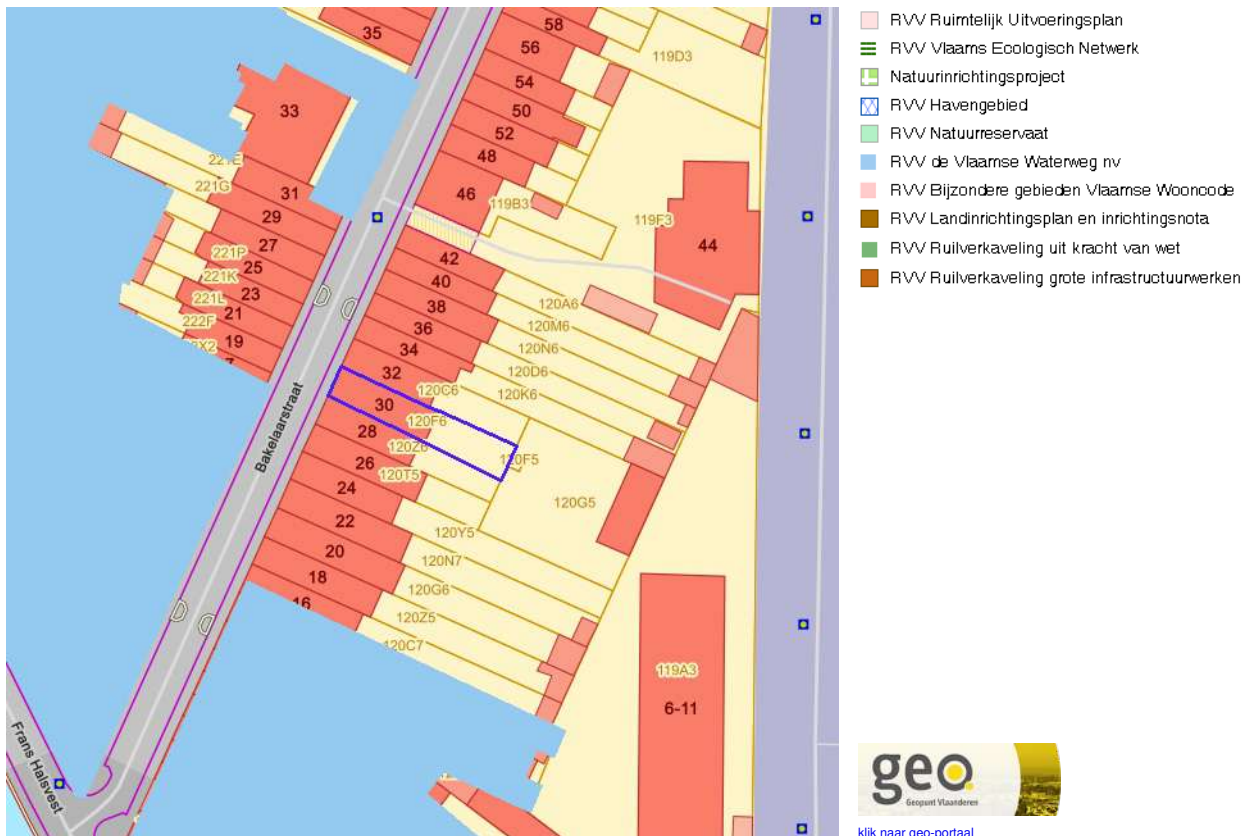 35
58
56
54
50
52
48
46
42
40
38
36
34
32
30
28
26
24
22
20
18
16
33
31
29
27
25
23
21
19
44
6-11
119D3
119B3
119F3
221E
221G
221P
221K
221L
222F
120A6
120M6
120N6
120D6
120K6
120C6
120F6
120F5
120T5
120G5
120Y5
120N7
120G6
120Z5
120C7
119A3
Bakelaarstraat
Frans Halsvest
RVV Ruimtelijk Uitvoeringsplan
RVV Vlaams Ecologisch Netwerk
Natuurinrichtingsproject
RVV Havengebied
RVV Natuurreservaat
RVV de Vlaamse Waterweg nv
RVV Bijzondere gebieden Vlaamse Wooncode
RVV Landinrichtingsplan en inrichtingsnota
RVV Ruilverkaveling uit kracht van wet
RVV Ruilverkaveling grote infrastructuurwerken
geo
Geopunt Vlaanderen
klik naar geo-portaal